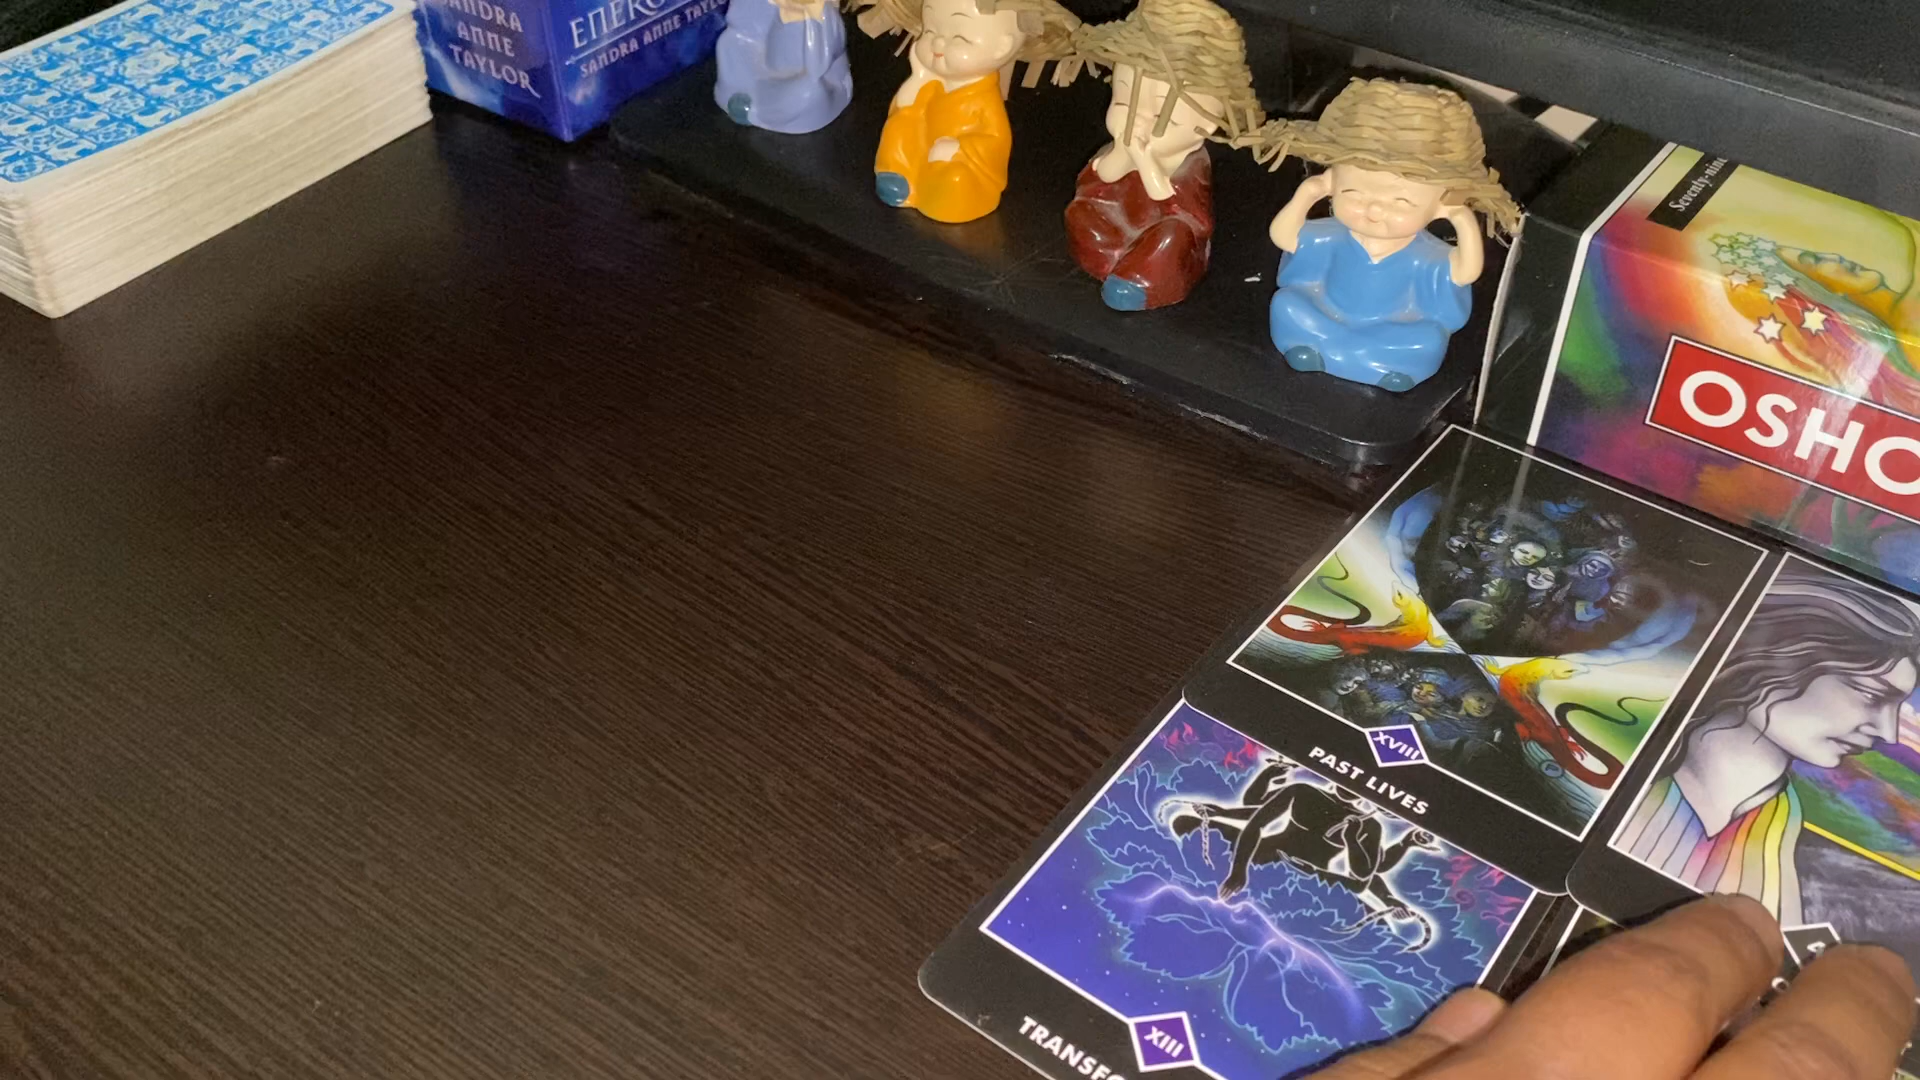 SANDRA
ANNE
TAYLOR
SANDRA ANNE TAYLOR
Seventy-nine
OSHO
XVIII
PAST LIVES
XIII